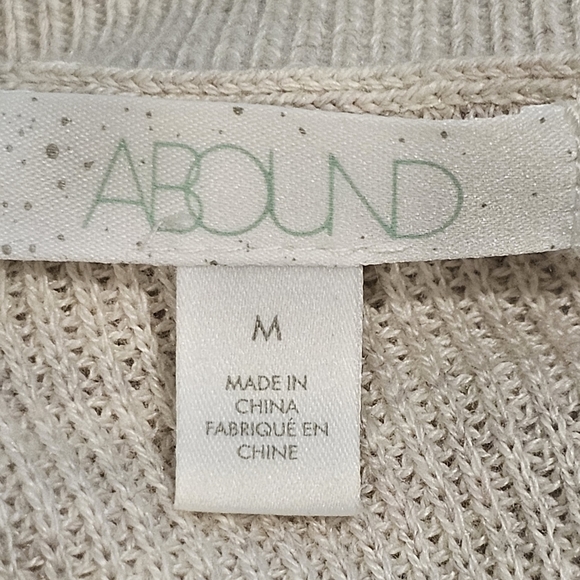 ABOUND
M
MADE IN
CHINA
FABRIQUÉ EN
CHINE